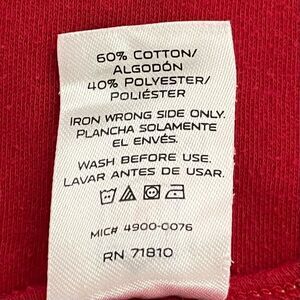 60% COTTON/
ALGODÓN
40% POLYESTER/
POLIÉSTER
IRON WRONG SIDE ONLY.
PLANCHA SOLAMENTE
EL ENVÉS.
WASH BEFORE USE.
LAVAR ANTES DE USAR.
MIC# 4900-0076
RN 71810